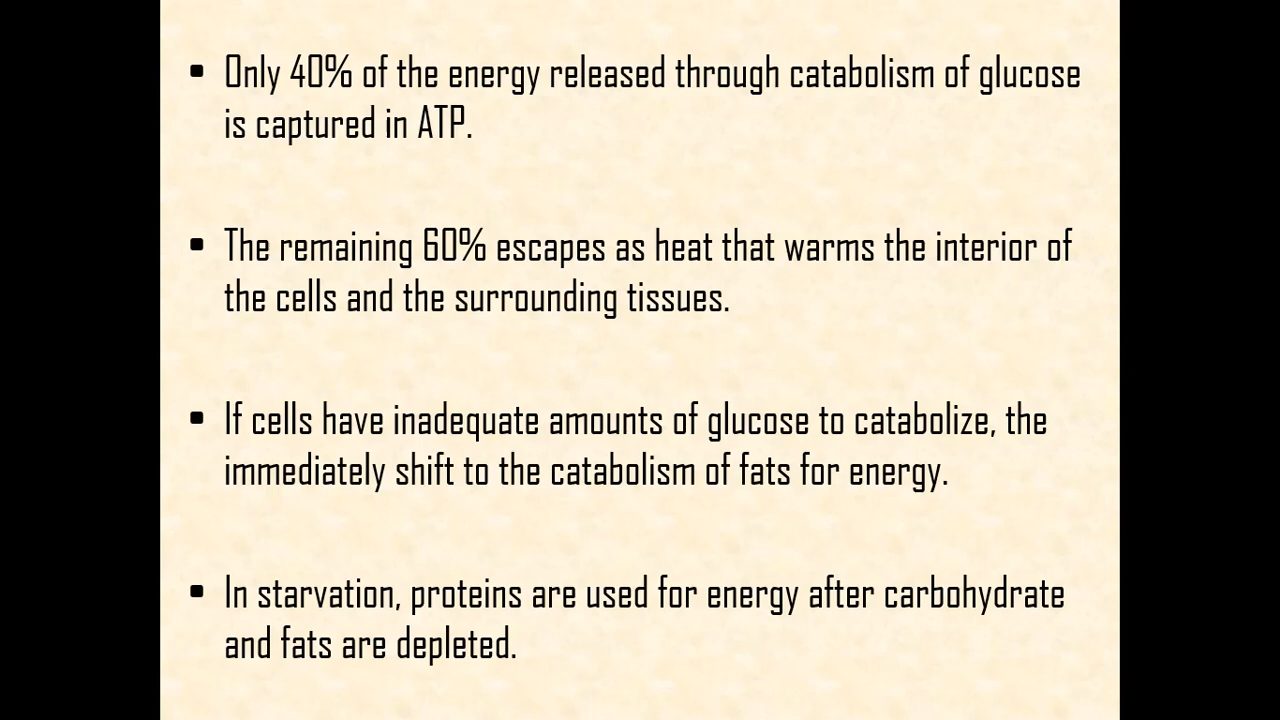 • Only 40% of the energy released through catabolism of glucose
is captured in ATP.
• The remaining 60% escapes as heat that warms the interior of
the cells and the surrounding tissues.
• If cells have inadequate amounts of glucose to catabolize, the
immediately shift to the catabolism of fats for energy.
• In starvation, proteins are used for energy after carbohydrate
and fats are depleted.